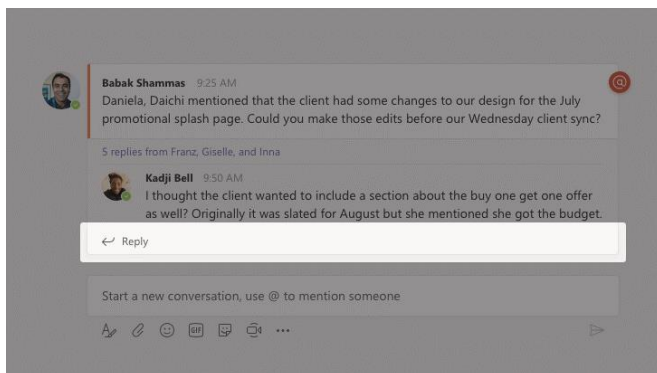 Babak Shammas 9:25 AM
Daniela, Daichi mentioned that the client had some changes to our design for the July
promotional splash page. Could you make those edits before our Wednesday client sync?
5 replies from Franz, Giselle, and Inna
Kadji Bell 9:50 AM
I thought the client wanted to include a section about the buy one get one offer
as well? Originally it was slated for August but she mentioned she got the budget.
Reply
Start a new conversation, use @ to mention someone
GIF